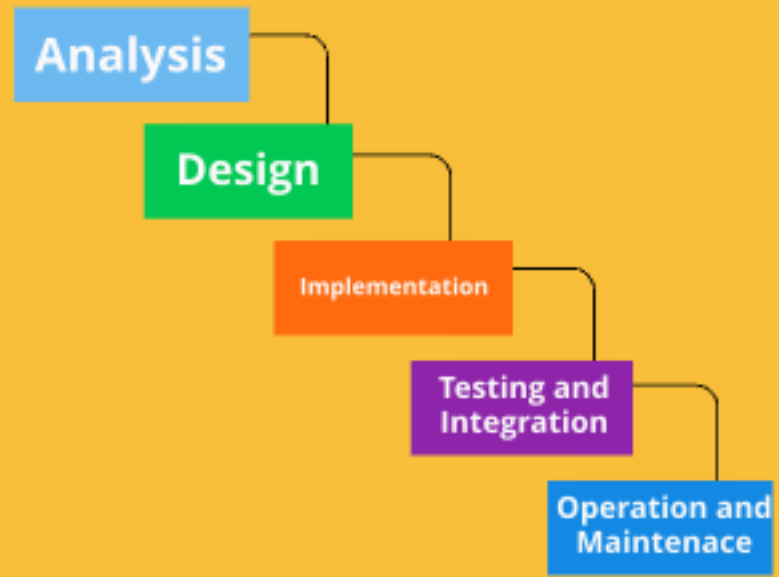 Analysis
Design
Implementation
Testing and
Integration
Operation and
Maintenace